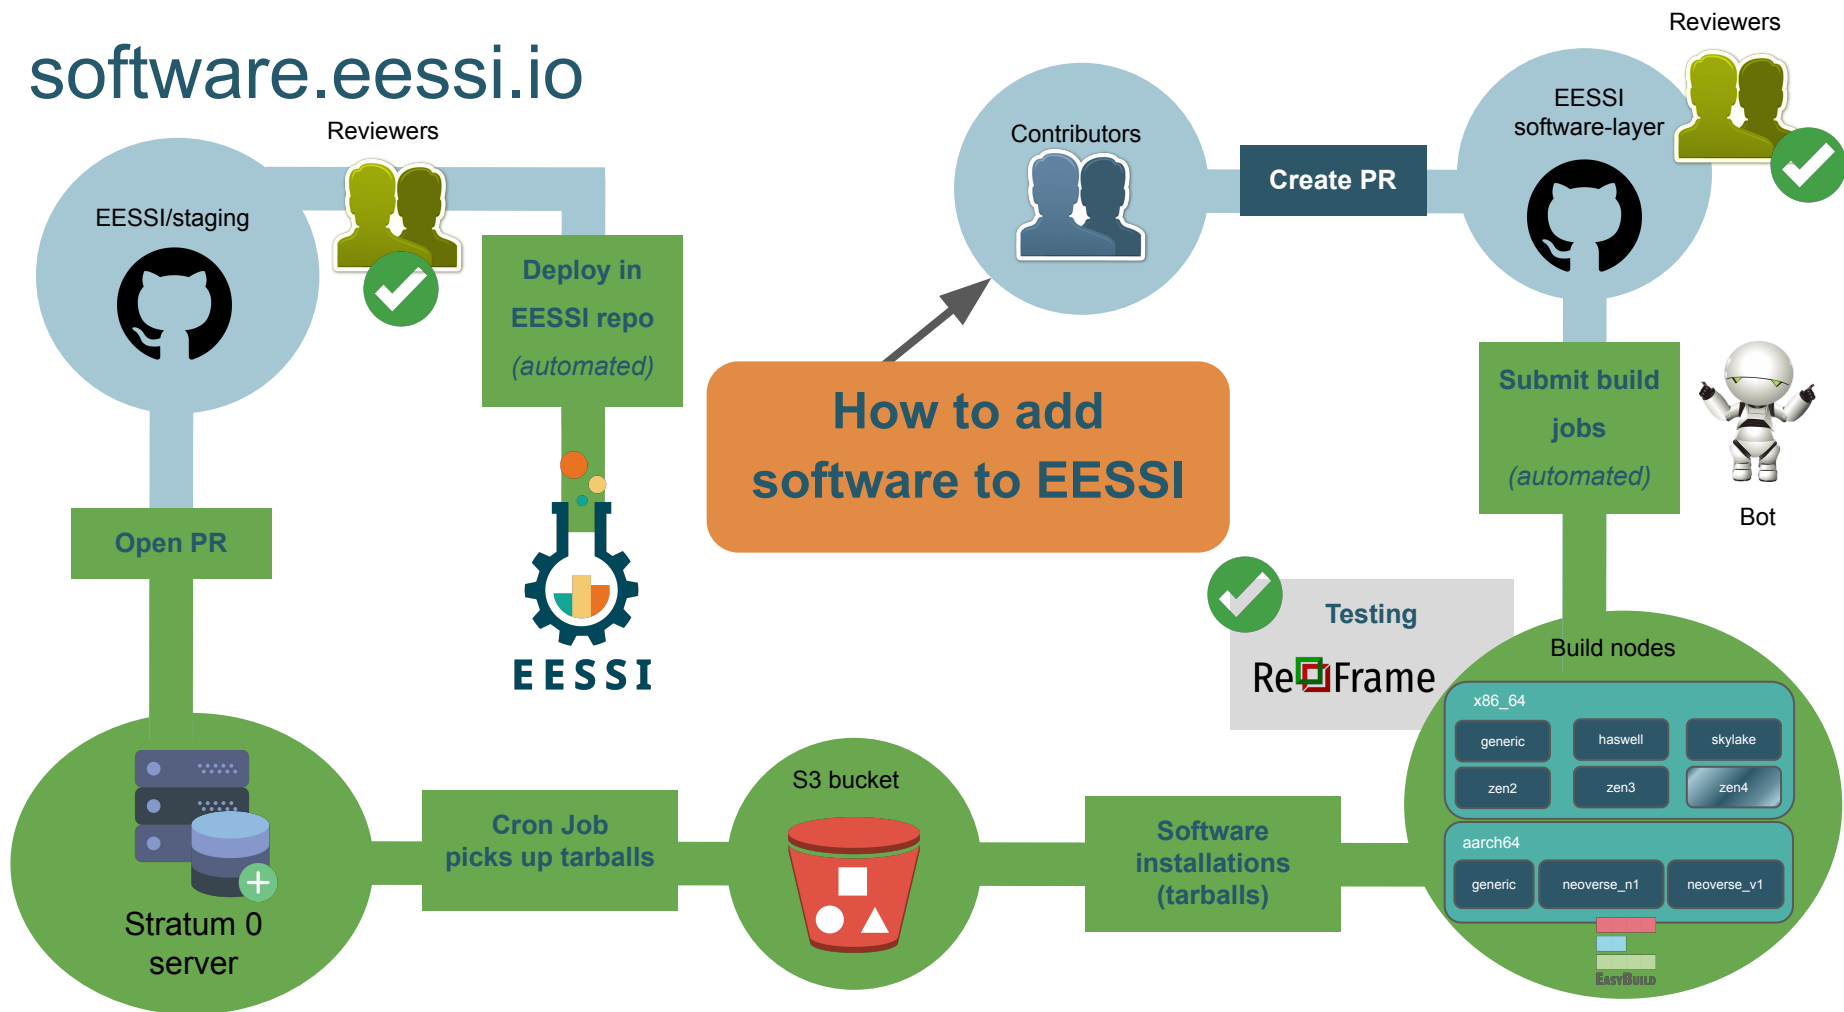 software.eessi.io
Reviewers
EESSI/staging
Deploy in
EESSI repo
(automated)
Open PR
EESSI
Stratum 0
server
Cron Job
picks up tarballs
S3 bucket
Software
installations
(tarballs)
How to add
software to EESSI
Contributors
Create PR
Reviewers
EESSI
software-layer
Submit build
jobs
(automated)
Bot
Testing
ReFrame
Build nodes
x86_64
generic
haswell
skylake
zen2
zen3
zen4
aarch64
generic
neoverse_n1
neoverse_v1
EASYBUILD